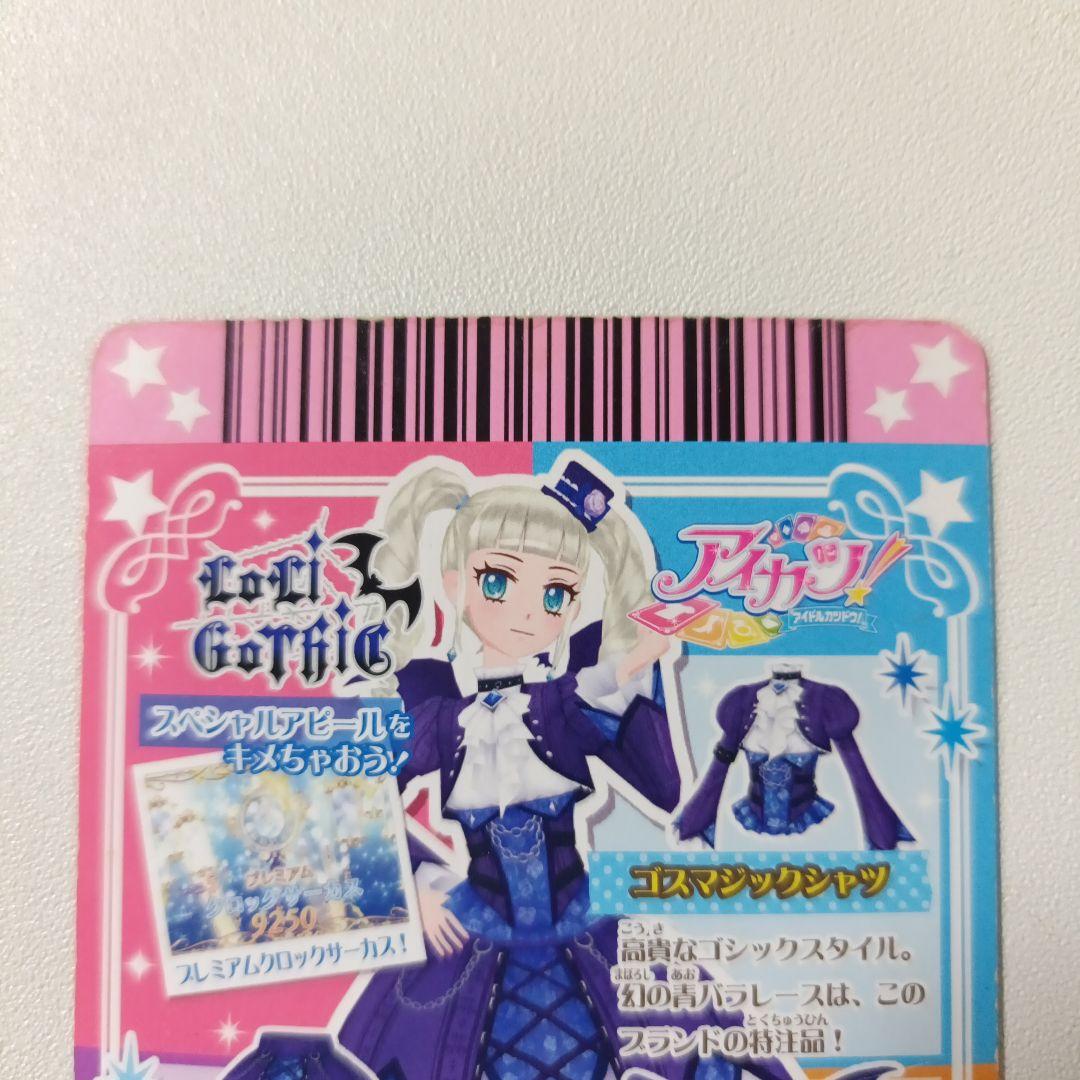 LoLi GoThiC
アイカツ!
アイドルカツドウ!
スペシャルアピールを
キメちゃおう!
プレミアム
クロックサーカス
9250
プレミアムクロックサーカス!
ゴスマジックシャツ
こうき
高貴なゴシックスタイル。
まぼろし あお
幻の青バラレースは、この
とくちゅうひん
ブランドの特注品!